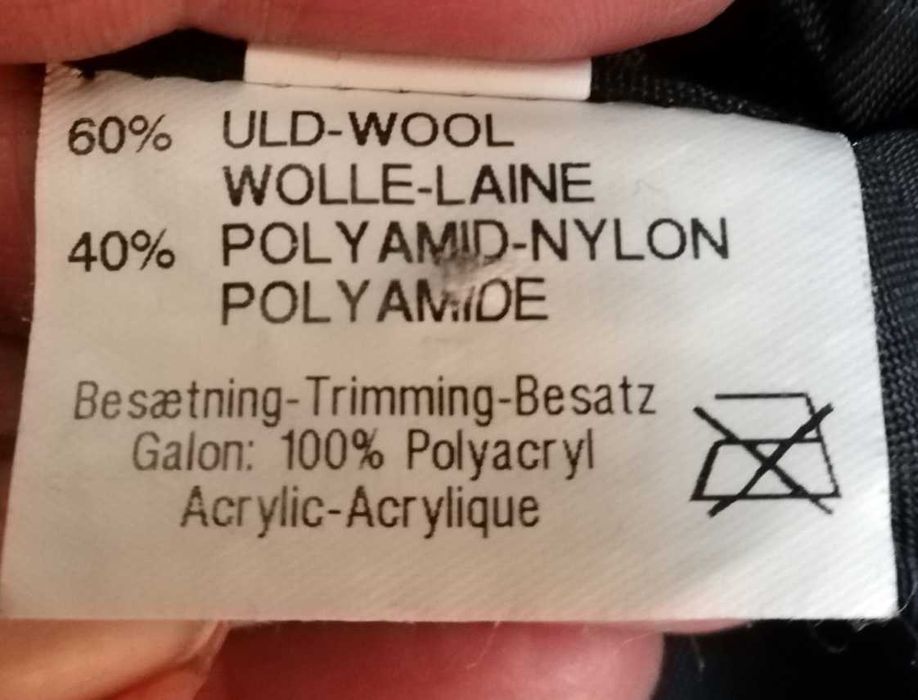 60% ULD-WOOL
WOLLE-LAINE
40% POLYAMID-NYLON
POLYAMIDE
Besætning-Trimming-Besatz
Galon: 100% Polyacryl
Acrylic-Acrylique